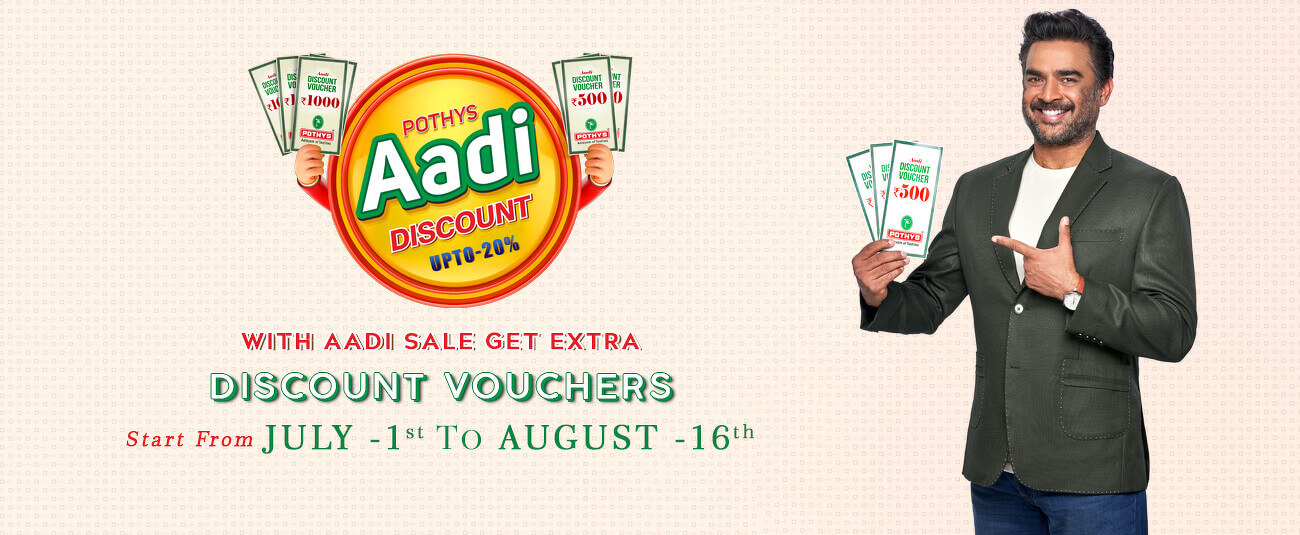 Aadi
DISCOUNT
VOUCHER
₹1000
POTHYS
POTHYS
Aadi
DISCOUNT
UPTO-20%
Aadi
DISCOUNT
VOUCHER
₹500
POTHYS
WITH AADI SALE GET EXTRA
DISCOUNT VOUCHERS
Start From JULY -1st TO AUGUST -16th
Aadi
DISCOUNT
VOUCHER
₹500
POTHYS